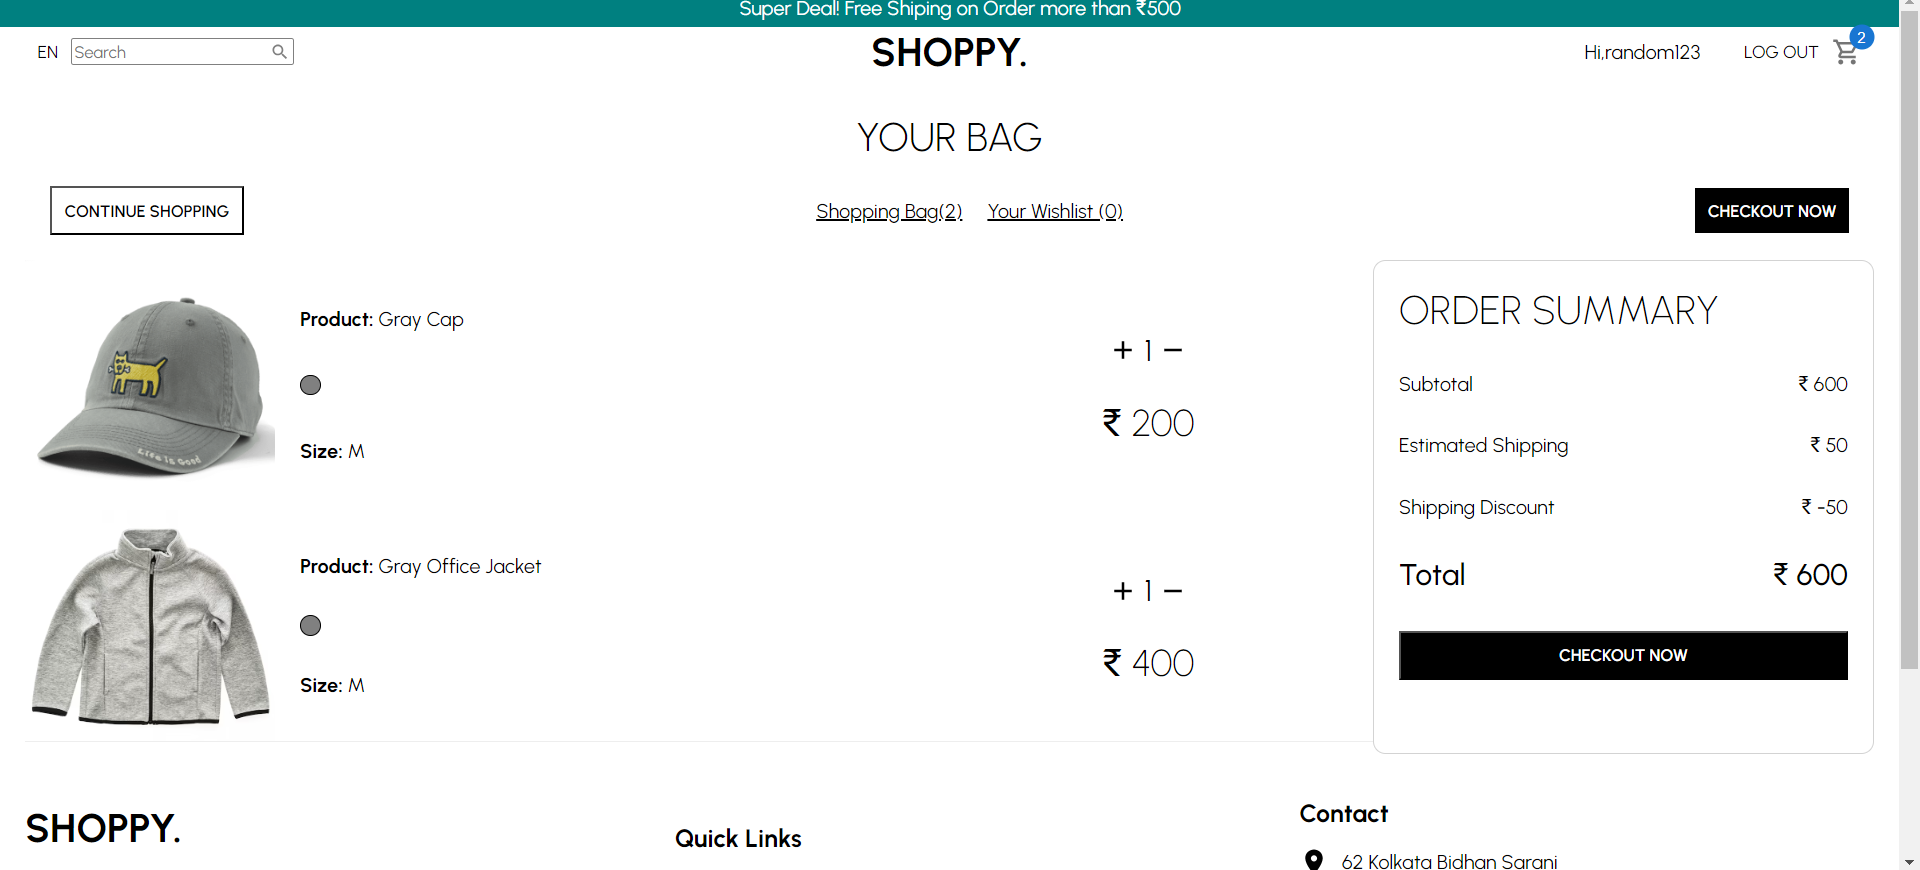 Super Deal! Free Shiping on Order more than ₹500
EN
Search
SHOPPY.
Hi,random123
LOG OUT
2
YOUR BAG
CONTINUE SHOPPING
Shopping Bag(2)
Your Wishlist (0)
CHECKOUT NOW
Life is Good
Product: Gray Cap
Size: M
+ 1 −
₹ 200
Product: Gray Office Jacket
Size: M
+ 1 −
₹ 400
ORDER SUMMARY
Subtotal ₹ 600
Estimated Shipping ₹ 50
Shipping Discount ₹ -50
Total ₹ 600
CHECKOUT NOW
SHOPPY.
Quick Links
Contact
62 Kolkata Bidhan Sarani